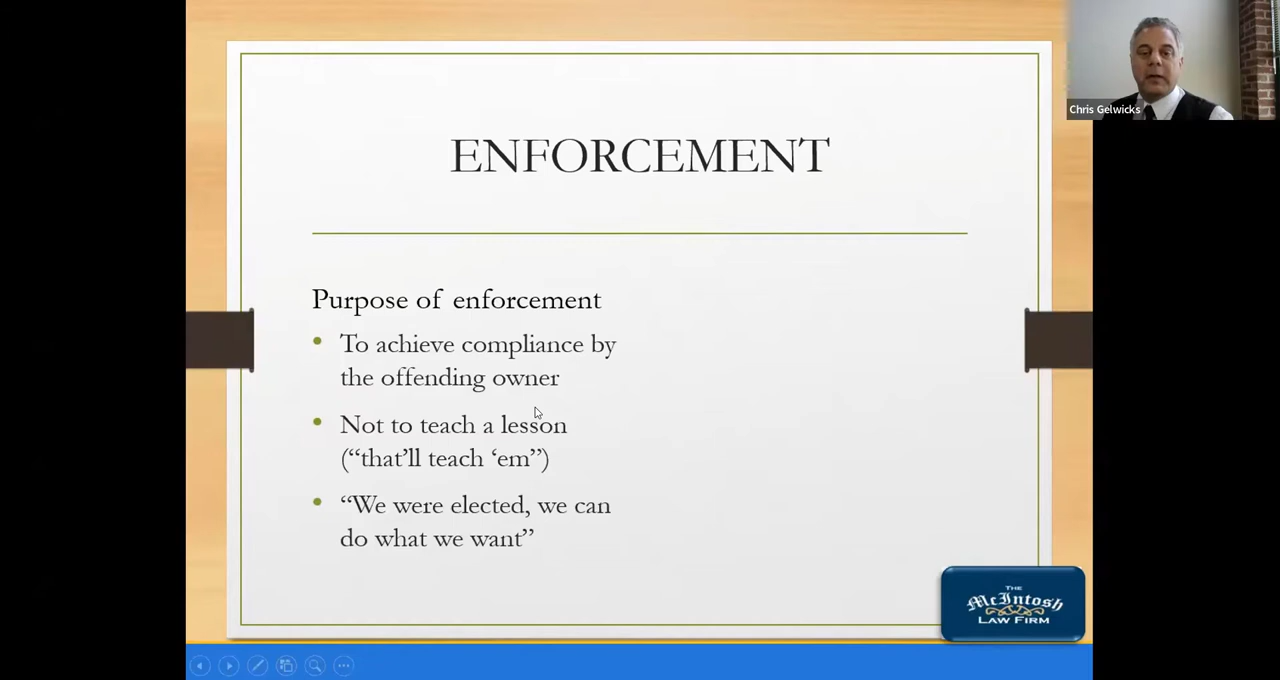 Chris Gelwicks
ENFORCEMENT
Purpose of enforcement
• To achieve compliance by
the offending owner
• Not to teach a lesson
(“that’ll teach ‘em”)
• “We were elected, we can
do what we want”
THE
McIntosh
LAW FIRM